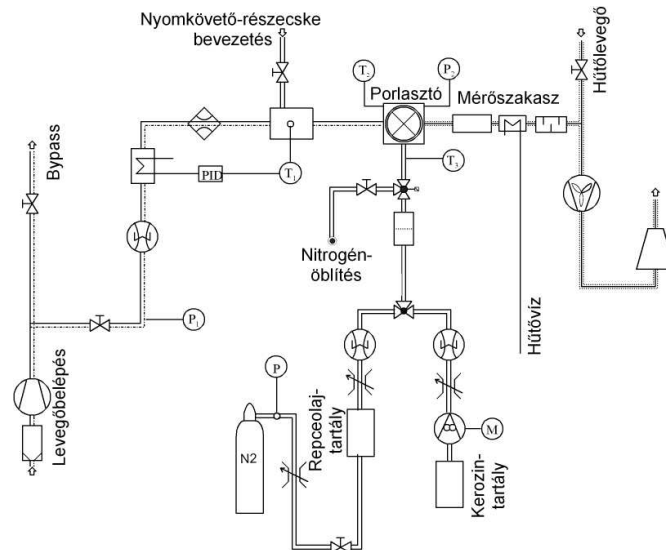 Nyomkövető-részecske
bevezetés
Hűtőlevegő
T₂
P₂
Porlasztó
Mérőszakasz
Bypass
PID
T₁
T₃
Nitrogén-
öblítés
P₁
Hűtővíz
Levegőbelépés
P
Repceolaj-
tartály
M
N2
Kerozin-
tartály